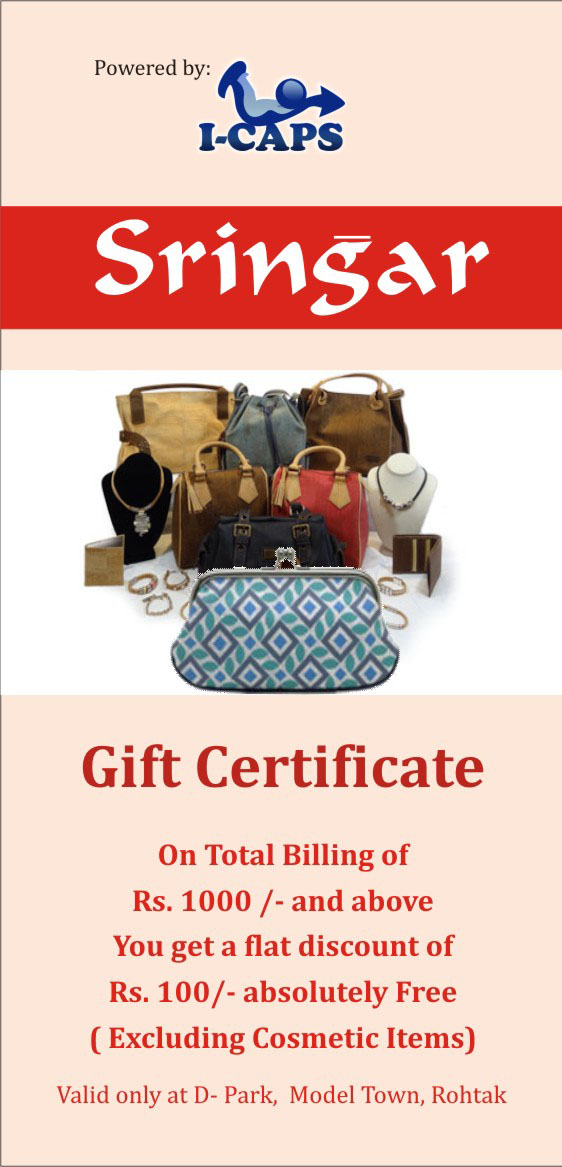 Powered by:
I-CAPS
Sringar
Gift Certificate
On Total Billing of
Rs. 1000 /- and above
You get a flat discount of
Rs. 100/- absolutely Free
( Excluding Cosmetic Items)
Valid only at D- Park,  Model Town, Rohtak